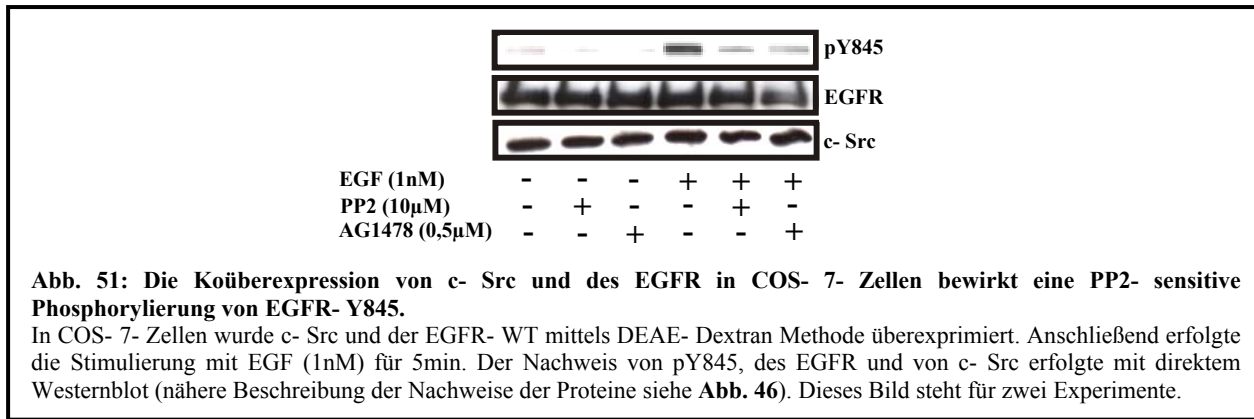 pY845
EGFR
c- Src
EGF (1nM) - - - + + +
PP2 (10µM) - + - - + -
AG1478 (0,5µM) - - + - - +
Abb. 51: Die Koüberexpression von c- Src und des EGFR in COS- 7- Zellen bewirkt eine PP2- sensitive
Phosphorylierung von EGFR- Y845.
In COS- 7- Zellen wurde c- Src und der EGFR- WT mittels DEAE- Dextran Methode überexprimiert. Anschließend erfolgte
die Stimulierung mit EGF (1nM) für 5min. Der Nachweis von pY845, des EGFR und von c- Src erfolgte mit direktem
Westernblot (nähere Beschreibung der Nachweise der Proteine siehe Abb. 46). Dieses Bild steht für zwei Experimente.